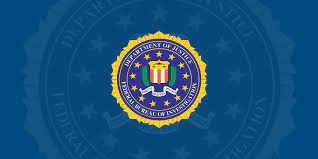 DEPARTMENT OF JUSTICE
FEDERAL BUREAU OF INVESTIGATION